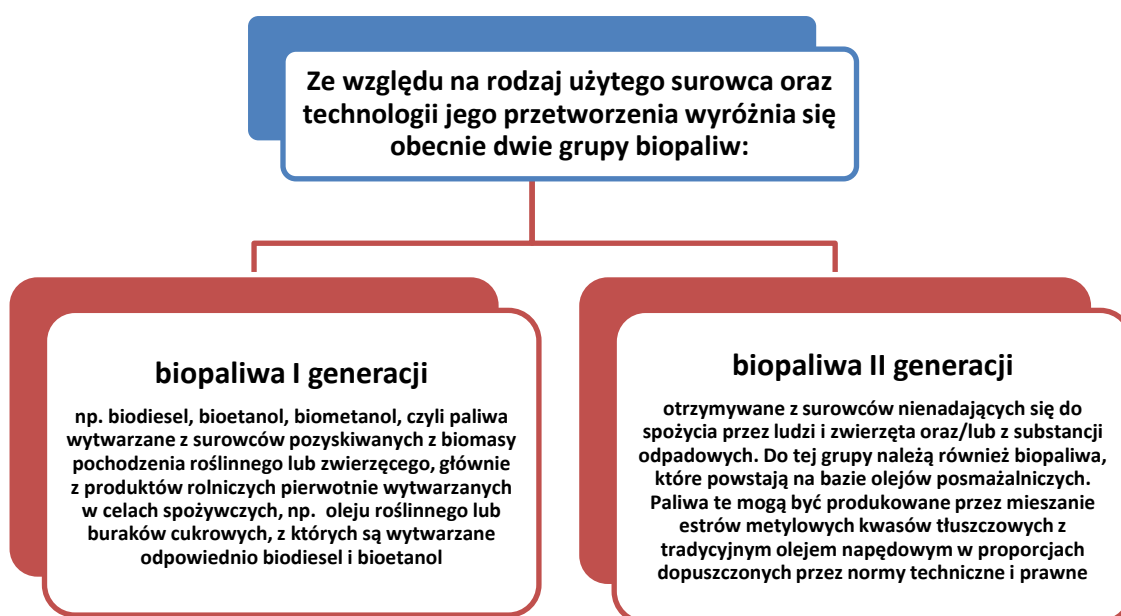 Ze względu na rodzaj użytego surowca oraz
technologii jego przetworzenia wyróżnia się
obecnie dwie grupy biopaliw:
biopaliwa I generacji
np. biodiesel, bioetanol, biometanol, czyli paliwa
wytwarzane z surowców pozyskiwanych z biomasy
pochodzenia roślinnego lub zwierzęcego, głównie
z produktów rolniczych pierwotnie wytwarzanych
w celach spożywczych, np. oleju roślinnego lub
buraków cukrowych, z których są wytwarzane
odpowiednio biodiesel i bioetanol
biopaliwa II generacji
otrzymywane z surowców nienadających się do
spożycia przez ludzi i zwierzęta oraz/lub z substancji
odpadowych. Do tej grupy należą również biopaliwa,
które powstają na bazie olejów posmażalniczych.
Paliwa te mogą być produkowane przez mieszanie
estrów metylowych kwasów tłuszczowych z
tradycyjnym olejem napędowym w proporcjach
dopuszczonych przez normy techniczne i prawne